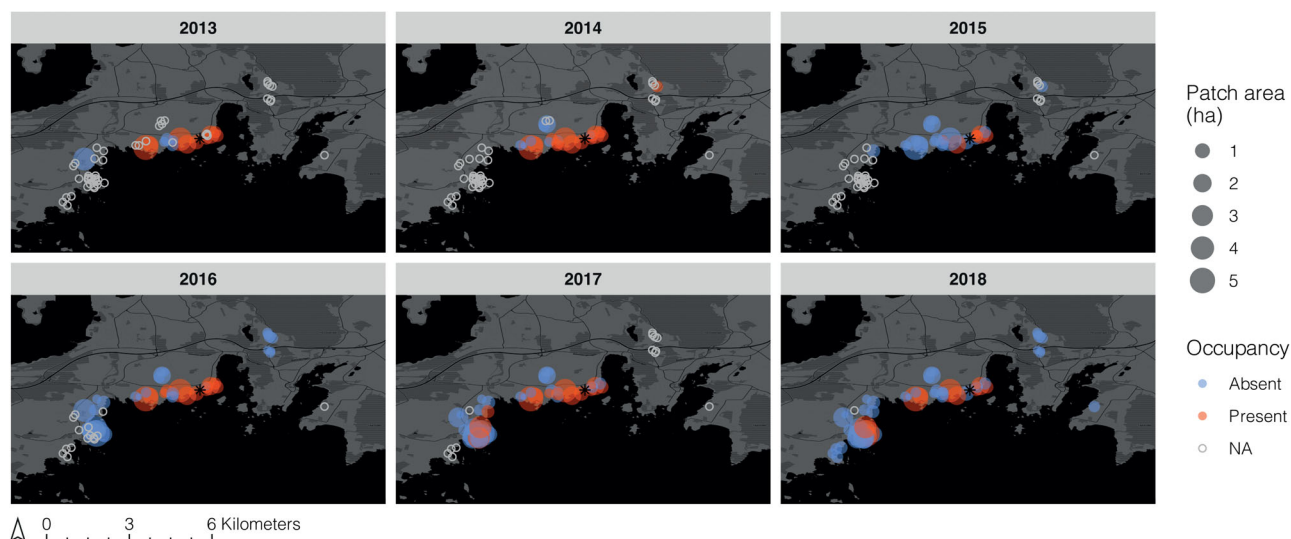 2013
2014
2015
Patch area
(ha)
1
2
3
4
5
2016
2017
2018
Occupancy
Absent
Present
NA
0 3 6 Kilometers